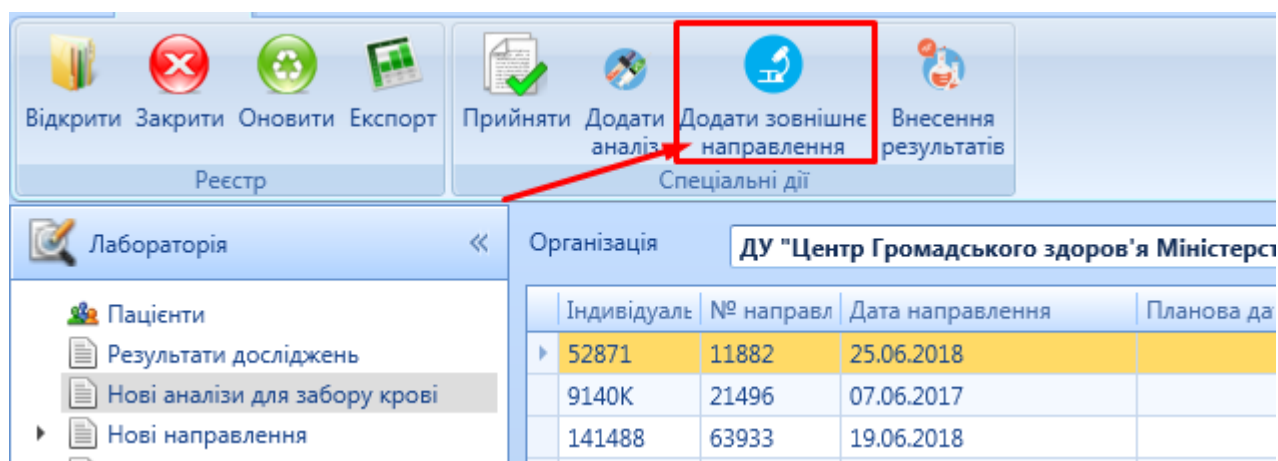 Відкрити Закрити Оновити Експорт Прийняти Додати Додати зовнішнє Внесення
аналіз направлення результатів
Реєстр Спеціальні дії
Лабораторія « Організація ДУ "Центр Громадського здоров'я Міністерст
Пацієнти
Результати досліджень
Нові аналізи для забору крові
Нові направлення
Індивідуаль № направл Дата направлення Планова дат
52871 11882 25.06.2018
9140K 21496 07.06.2017
141488 63933 19.06.2018